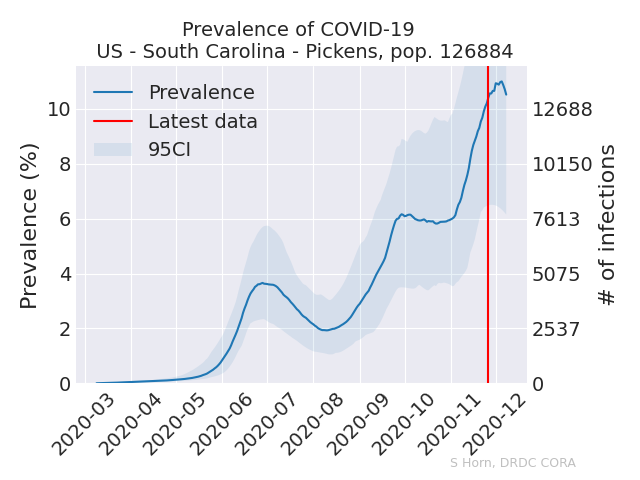 Prevalence of COVID-19
US - South Carolina - Pickens, pop. 126884
Prevalence
Latest data
95CI
Prevalence (%)
10
8
6
4
2
0
12688
10150
7613
5075
2537
0
# of infections
2020-03
2020-04
2020-05
2020-06
2020-07
2020-08
2020-09
2020-10
2020-11
2020-12
S Horn, DRDC CORA